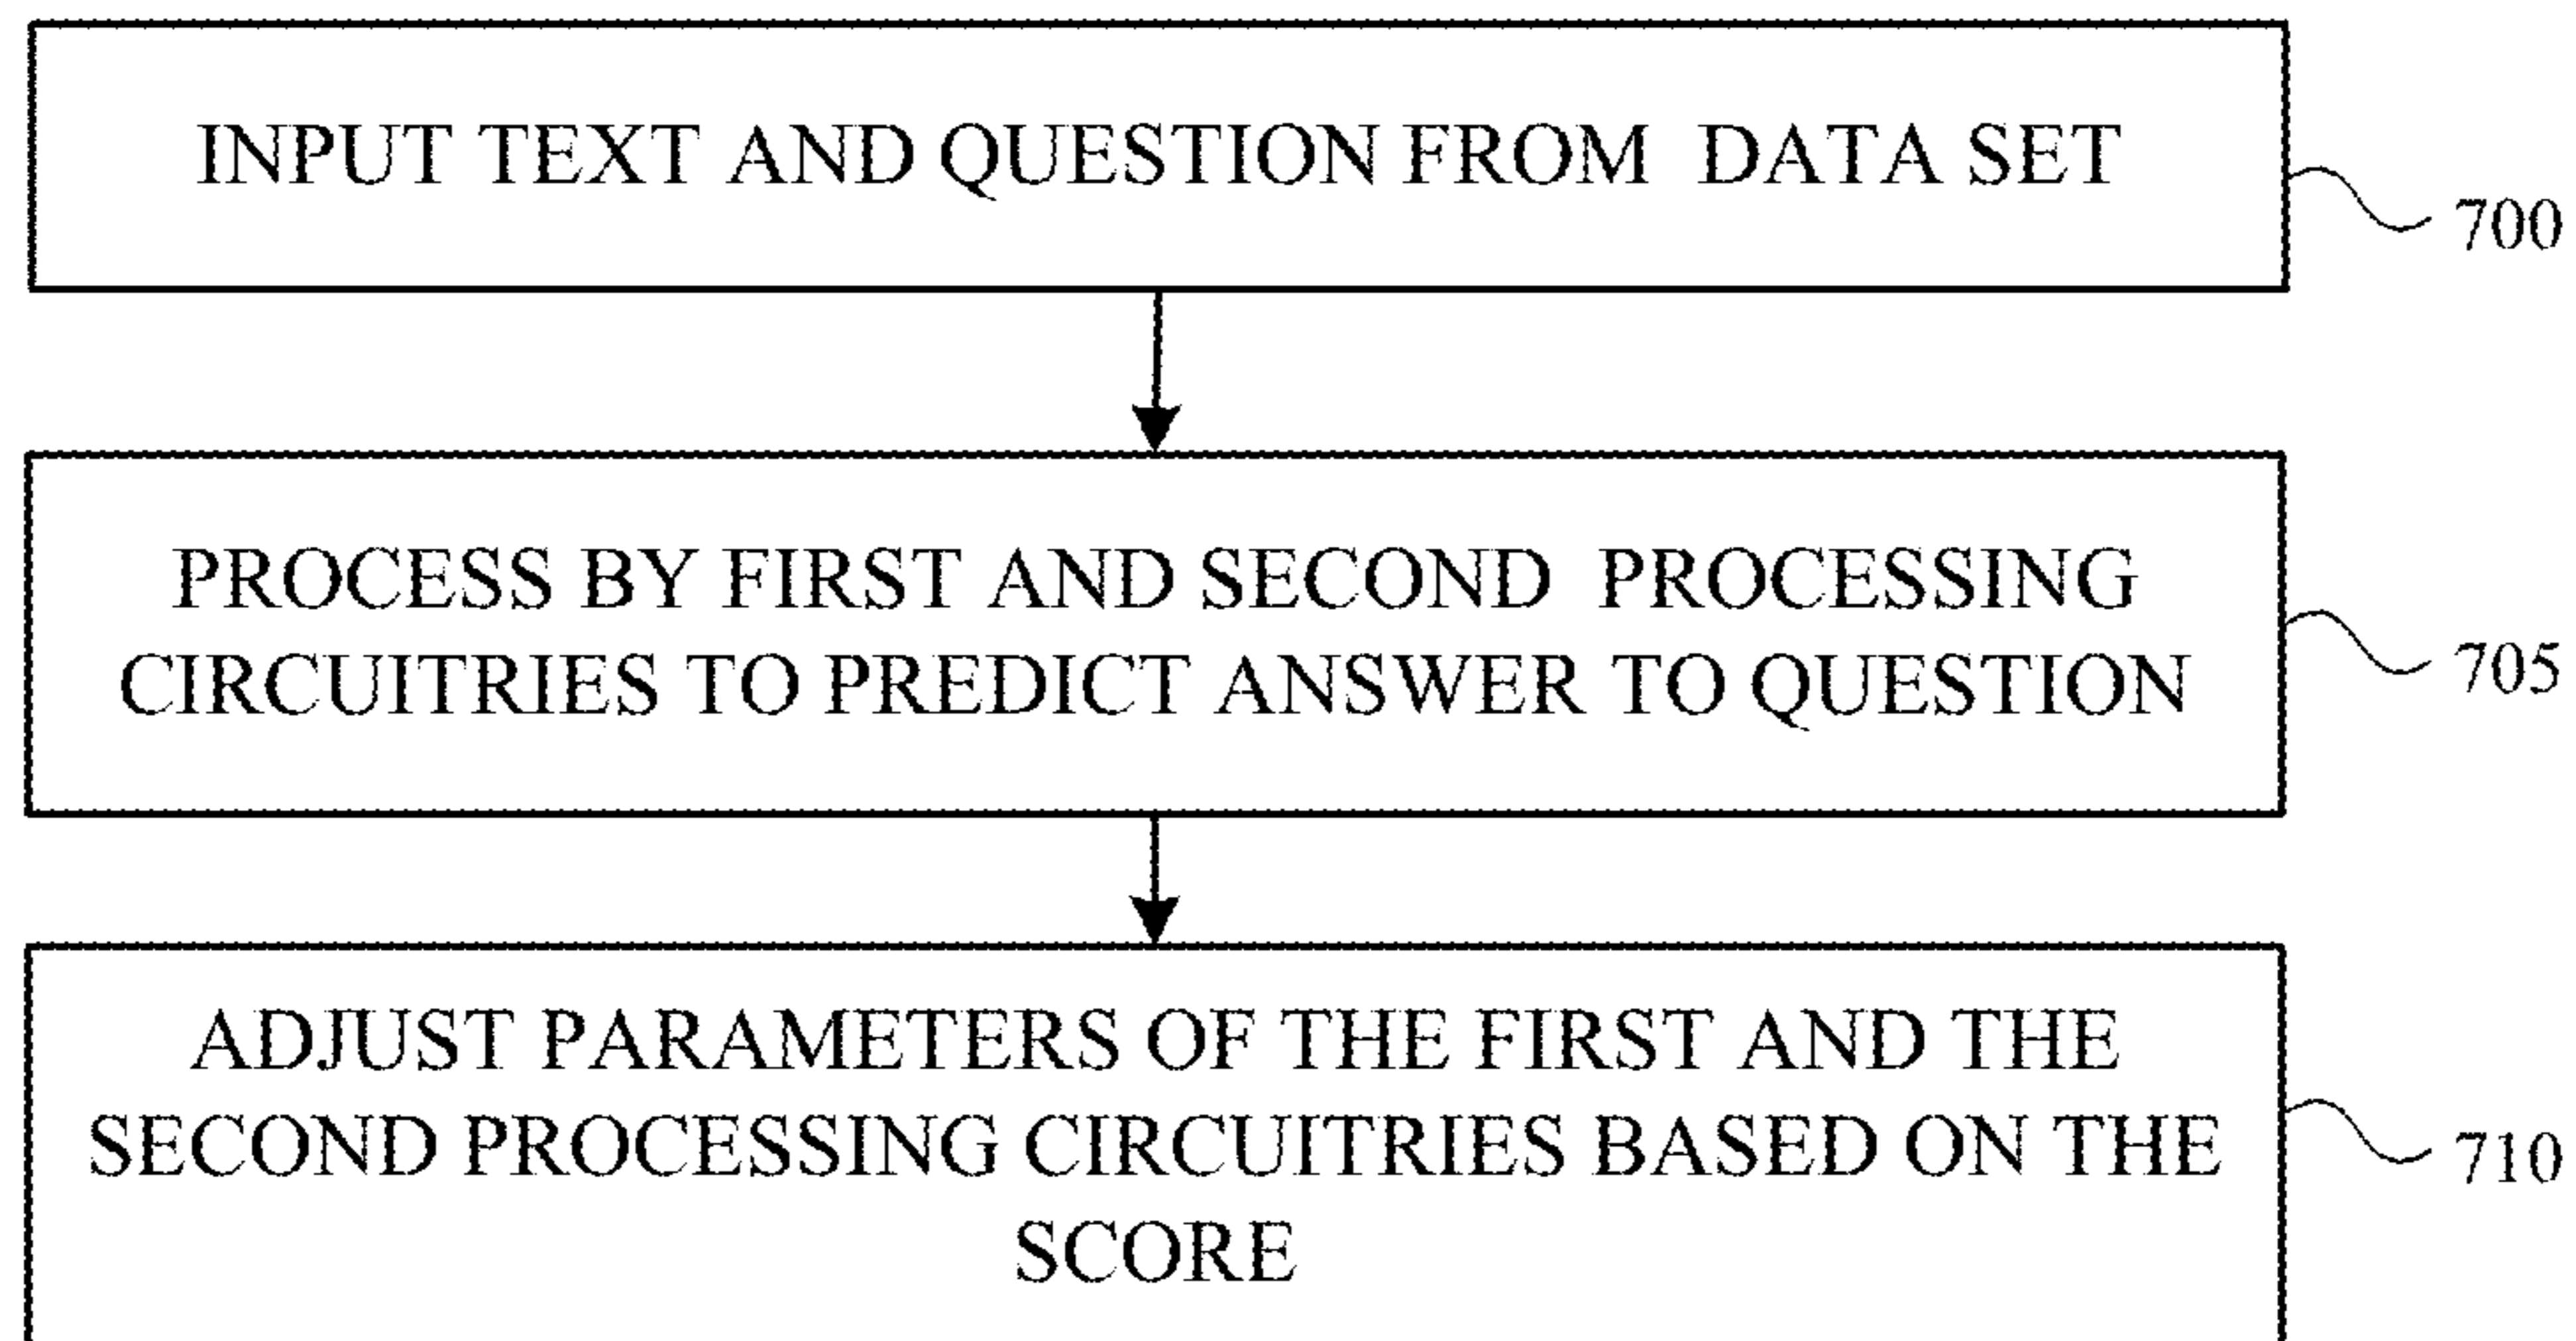 INPUT TEXT AND QUESTION FROM DATA SET
700
PROCESS BY FIRST AND SECOND PROCESSING
CIRCUITRIES TO PREDICT ANSWER TO QUESTION
705
ADJUST PARAMETERS OF THE FIRST AND THE
SECOND PROCESSING CIRCUITRIES BASED ON THE
SCORE
710